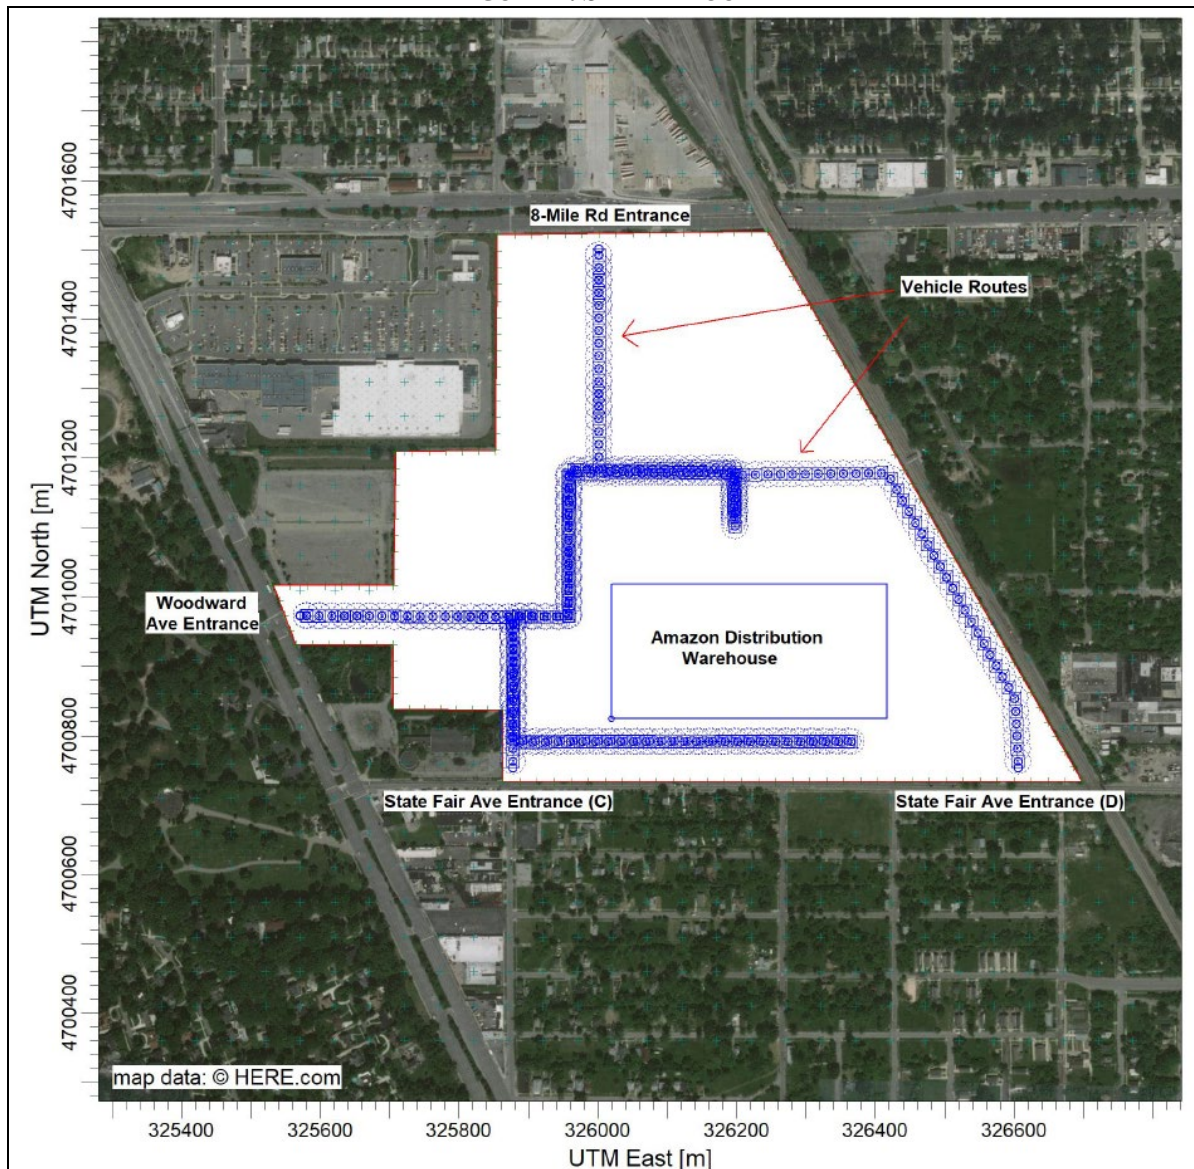 4701600
8-Mile Rd Entrance
Vehicle Routes
4701400
4701200
UTM North [m]
4701000
Woodward
Ave Entrance
Amazon Distribution
Warehouse
4700800
State Fair Ave Entrance (C)
State Fair Ave Entrance (D)
4700600
4700400
map data: © HERE.com
325400 325600 325800 326000 326200 326400 326600
UTM East [m]